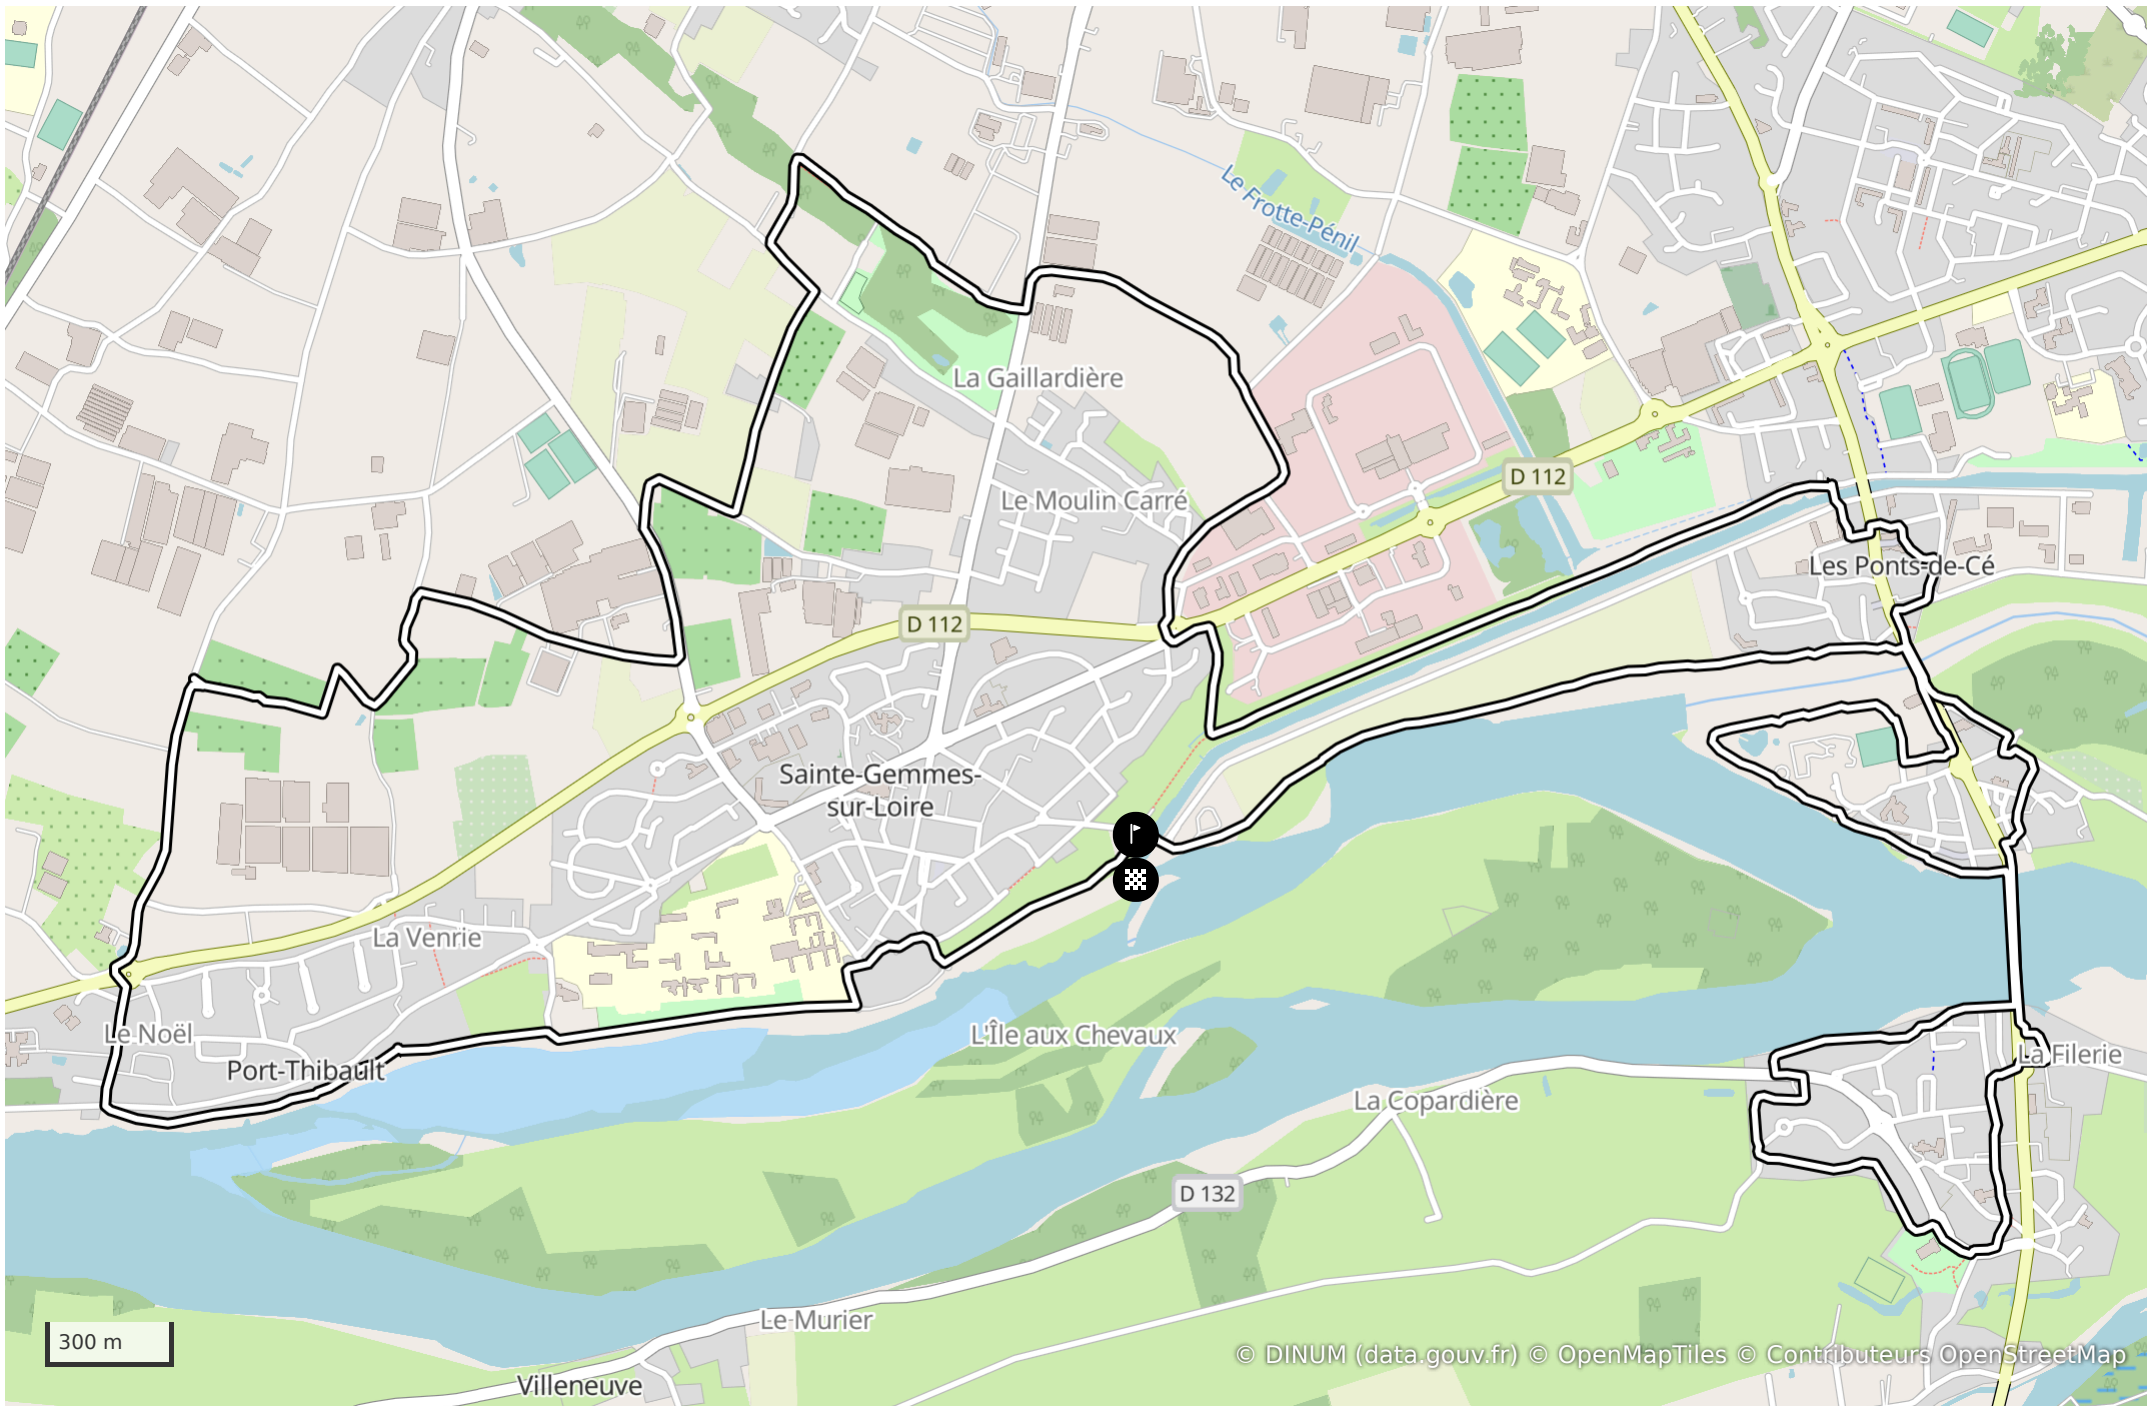 Le Frotte-Pénil
La Gaillardière
D 112
Le Moulin Carré
Les Ponts-de-Cé
D 112
Sainte-Gemmes-
sur-Loire
La Venrie
Le Noël
L'Île aux Chevaux
La Filerie
Port-Thibault
La Copardière
D 132
Le Murier
300 m
© DINUM (data.gouv.fr) © OpenMapTiles © Contributeurs OpenStreetMap
Villeneuve